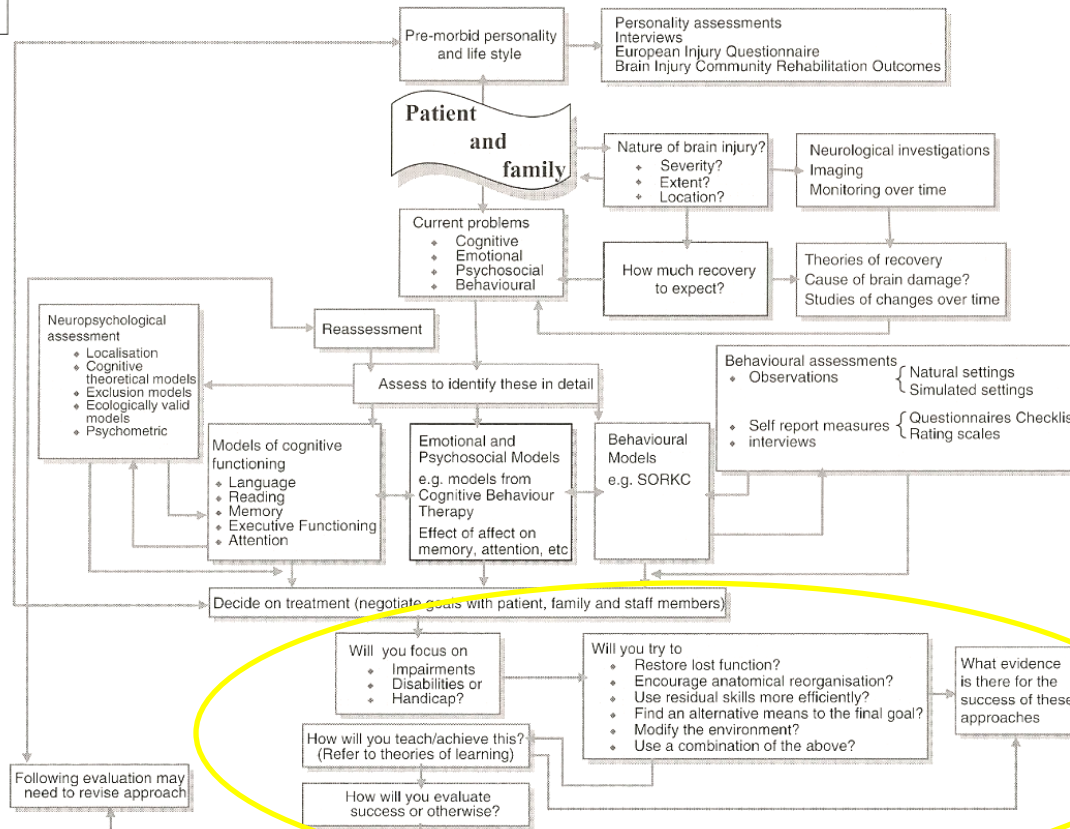 Pre-morbid personality
and life style
Personality assessments
Interviews
European Injury Questionnaire
Brain Injury Community Rehabilitation Outcomes
Patient
and
family
Nature of brain injury?
Severity?
Extent?
Location?
Neurological investigations
Imaging
Monitoring over time
Current problems
Cognitive
Emotional
Psychosocial
Behavioural
How much recovery
to expect?
Theories of recovery
Cause of brain damage?
Studies of changes over time
Neuropsychological
assessment
Localisation
Cognitive
theoretical models
Exclusion models
Ecologically valid
models
Psychometric
Reassessment
Assess to identify these in detail
Behavioural assessments
Observations
Natural settings
Simulated settings
Self report measures
interviews
Questionnaires Checklis
Rating scales
Models of cognitive
functioning
Language
Reading
Memory
Executive Functioning
Attention
Emotional and
Psychosocial Models
e.g. models from
Cognitive Behaviour
Therapy
Effect of affect on
memory, attention, etc
Behavioural
Models
e.g. SORKC
Decide on treatment (negotiate goals with patient, family and staff members)
Will you focus on
Impairments
Disabilities or
Handicap?
Will you try to
Restore lost function?
Encourage anatomical reorganisation?
Use residual skills more efficiently?
Find an alternative means to the final goal?
Modify the environment?
Use a combination of the above?
What evidence
is there for the
success of these
approaches
How will you teach/achieve this?
(Refer to theories of learning)
Following evaluation may
need to revise approach
How will you evaluate
success or otherwise?